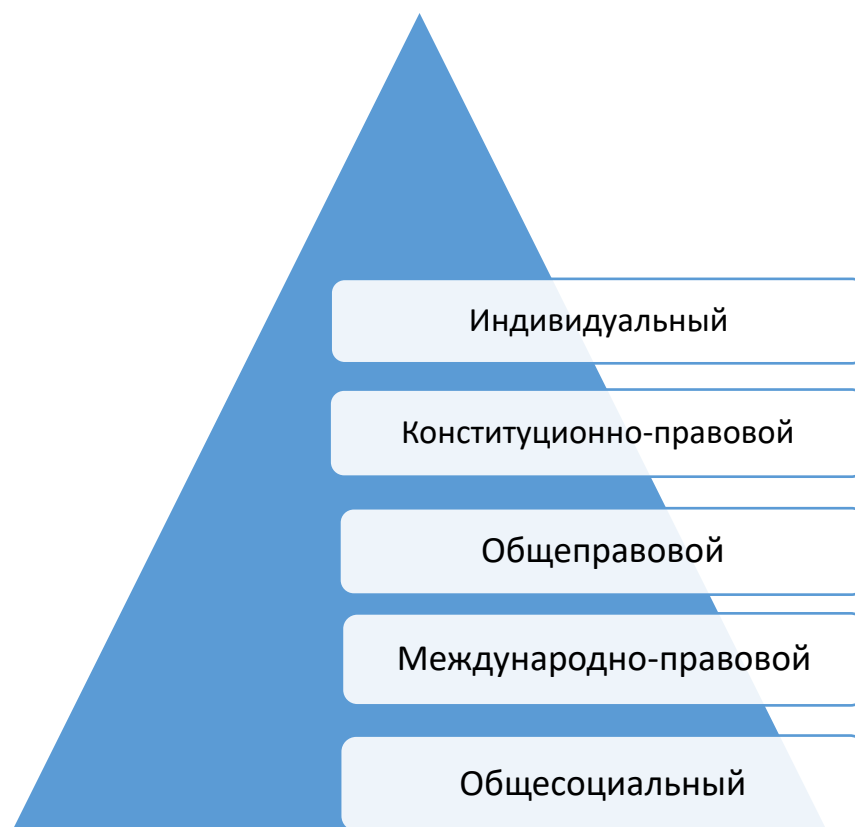 Индивидуальный
Конституционно-правовой
Общеправовой
Международно-правовой
Общесоциальный